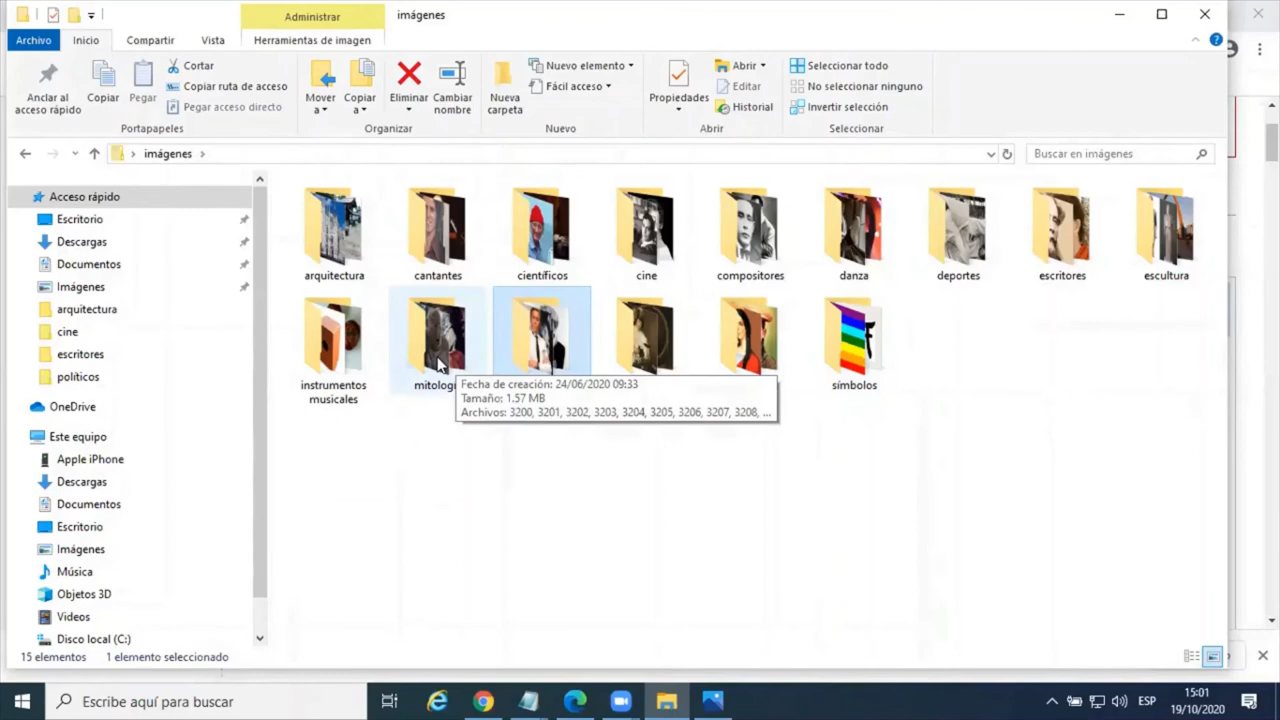 Administrar
imágenes
Archivo
Inicio
Compartir
Vista
Herramientas de imagen
Anclar al
acceso rápido
Copiar
Pegar
Cortar
Copiar ruta de acceso
Pegar acceso directo
Portapapeles
Mover
a
Copiar
a
Eliminar
Cambiar
nombre
Organizar
Nueva
carpeta
Nuevo elemento
Fácil acceso
Nuevo
Propiedades
Abrir
Editar
Historial
Abrir
Seleccionar todo
No seleccionar ninguno
Invertir selección
Seleccionar
imágenes
Buscar en imágenes
Acceso rápido
Escritorio
Descargas
Documentos
Imágenes
arquitectura
cine
escritores
políticos
OneDrive
Este equipo
Apple iPhone
Descargas
Documentos
Escritorio
Imágenes
Música
Objetos 3D
Videos
Disco local (C:)
arquitectura
cantantes
científicos
cine
compositores
danza
deportes
escritores
escultura
instrumentos
musicales
símbolos
Fecha de creación: 24/06/2020 09:33
Tamaño: 1.57 MB
Archivos: 3200, 3201, 3202, 3203, 3204, 3205, 3206, 3207, 3208, ...
15 elementos
1 elemento seleccionado
Escribe aquí para buscar
ESP
15:01
19/10/2020